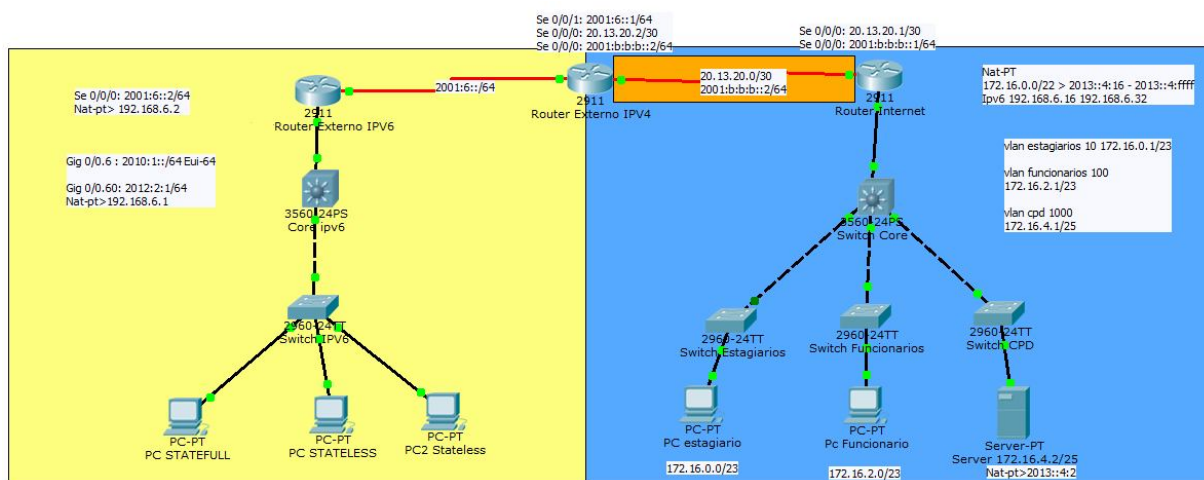 Se 0/0/1: 2001:6::1/64
Se 0/0/0: 20.13.20.2/30
Se 0/0/0: 2001:b:b:b::2/64
Se 0/0/0: 20.13.20.1/30
Se 0/0/0: 2001:b:b:b::1/64
2001:6::/64
20.13.20.0/30
2001:b:b:b::2/64
Nat-PT
172.16.0.0/22 > 2013::4:16 - 2013::4:ffff
Ipv6 192.168.6.16 192.168.6.32
Se 0/0/0: 2001:6::2/64
Nat-pt> 192.168.6.2
2911
Router Externo IPV6
2911
Router Externo IPV4
2911
Router Internet
vlan estagiarios 10 172.16.0.1/23
vlan funcionarios 100
172.16.2.1/23
vlan cpd 1000
172.16.4.1/25
Gig 0/0.6 : 2010:1::/64 Eui-64
Gig 0/0.60: 2012:2:1/64
Nat-pt>192.168.6.1
3560-24PS
Core ipv6
3560-24PS
Switch Core
2960-24TT
Switch IPV6
2960-24TT
Switch Estagiarios
2960-24TT
Switch Funcionarios
2960-24TT
Switch CPD
PC-PT
PC STATEFULL
PC-PT
PC STATELESS
PC-PT
PC2 Stateless
PC-PT
PC estagiario
172.16.0.0/23
PC-PT
Pc Funcionario
172.16.2.0/23
Server-PT
Server 172.16.4.2/25
Nat-pt>2013::4:2